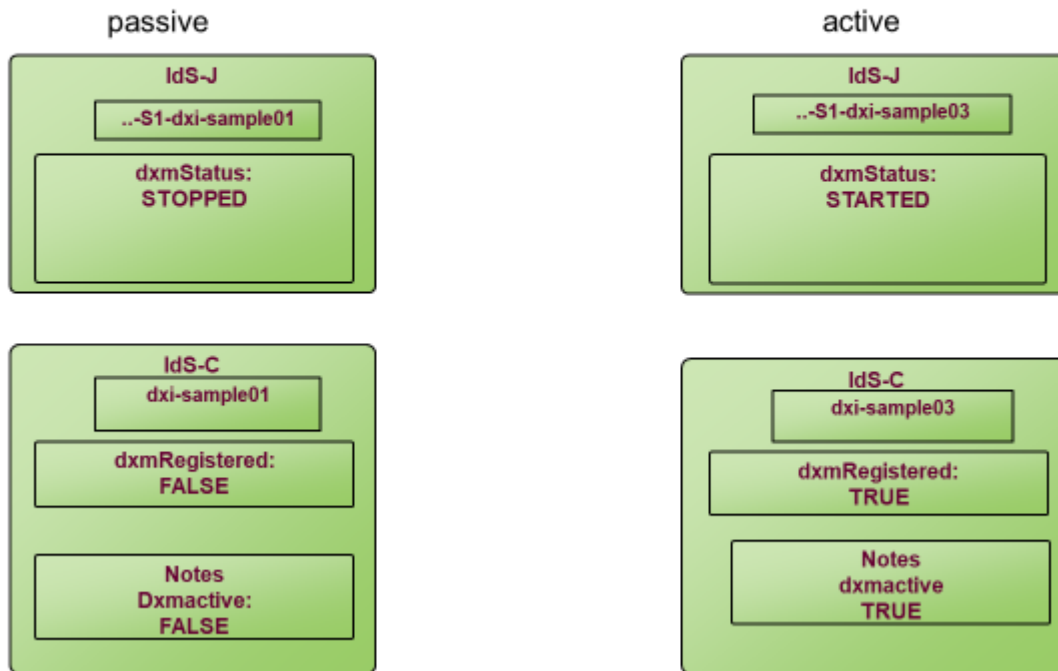 passive
IdS-J
..-S1-dxi-sample01
dxmStatus:
STOPPED
IdS-C
dxi-sample01
dxmRegistered:
FALSE
Notes
Dxmactive:
FALSE
active
IdS-J
..-S1-dxi-sample03
dxmStatus:
STARTED
IdS-C
dxi-sample03
dxmRegistered:
TRUE
Notes
dxmactive
TRUE